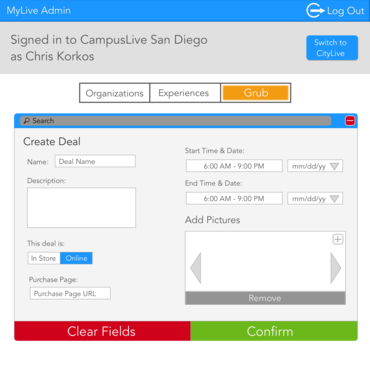 MyLive Admin
Log Out
Signed in to CampusLive San Diego
as Chris Korkos
Switch to
CityLive
Organizations
Experiences
Grub
Search
Create Deal
Name:
Deal Name
Description:
This deal is:
In Store
Online
Purchase Page:
Purchase Page URL
Start Time & Date:
6:00 AM - 9:00 PM
mm/dd/yy
End Time & Date:
6:00 AM - 9:00 PM
mm/dd/yy
Add Pictures
Remove
Clear Fields
Confirm